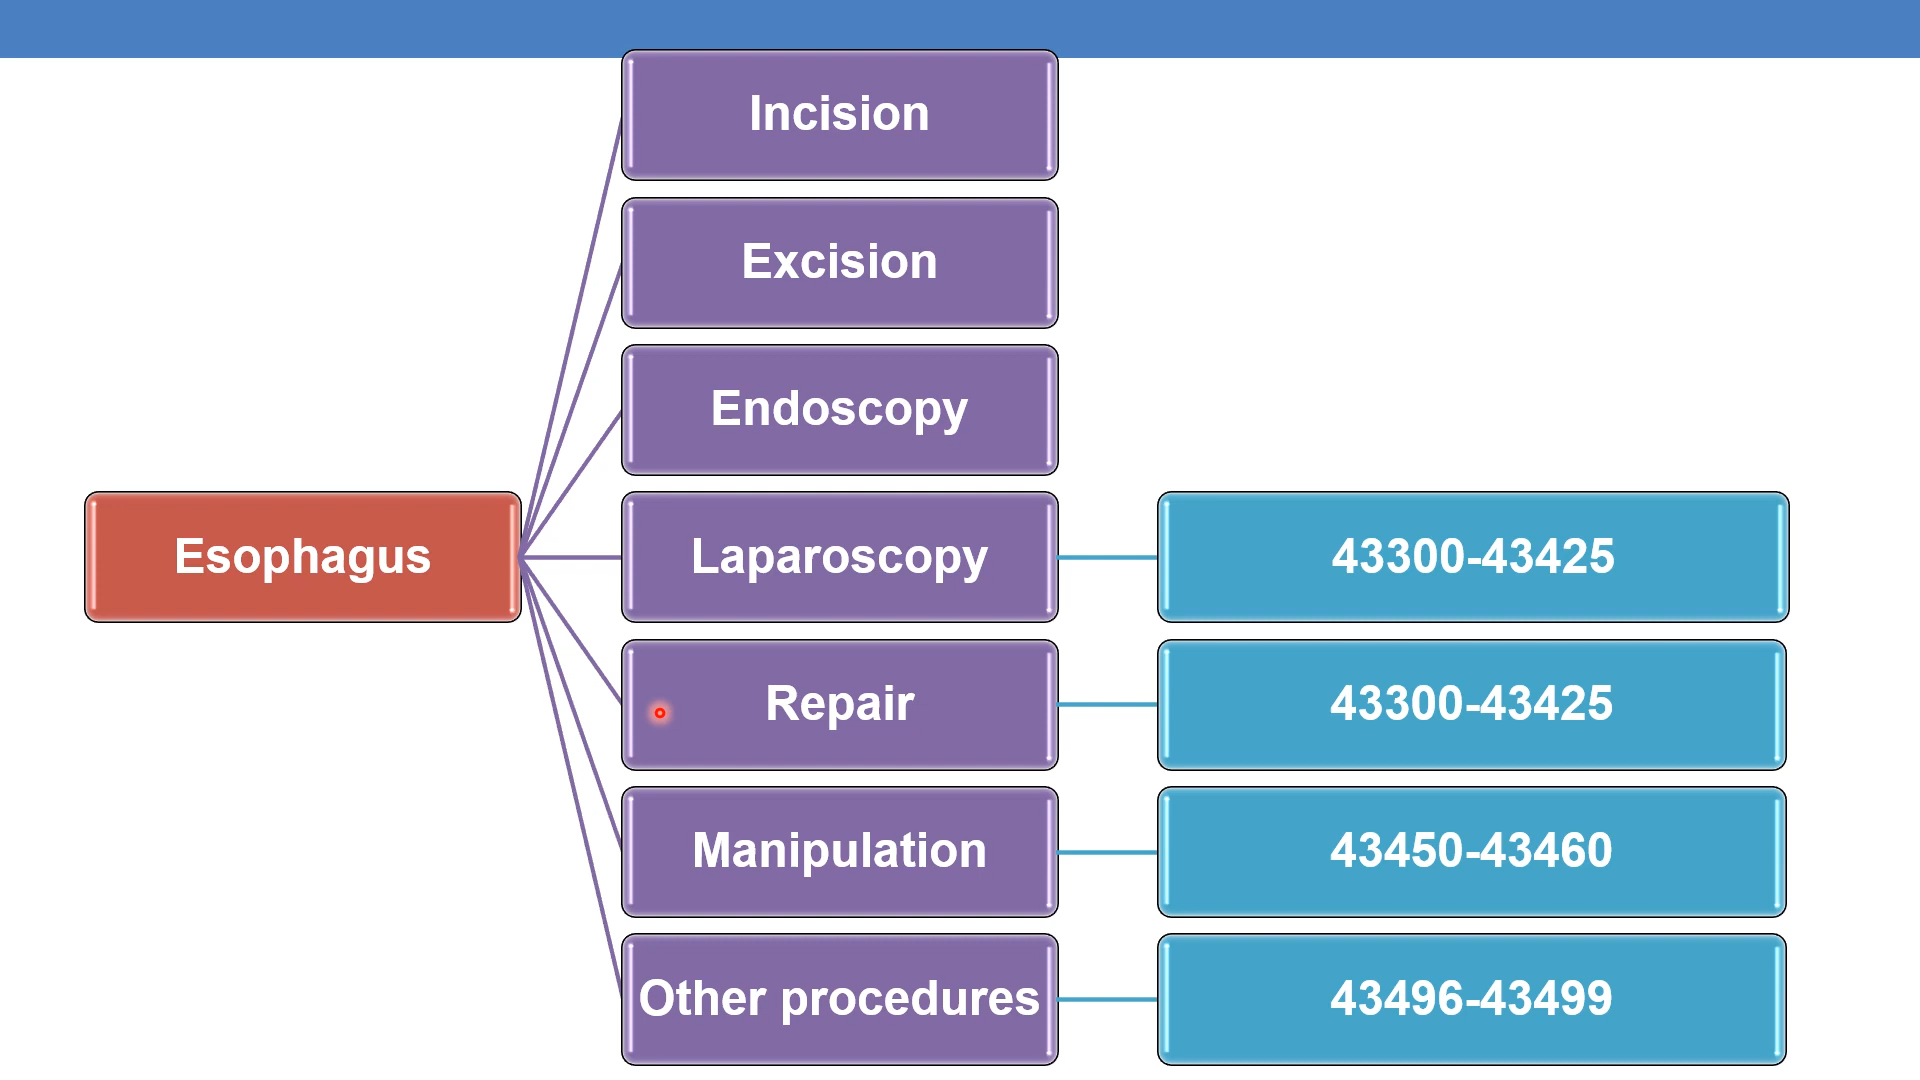 Incision
Excision
Endoscopy
Esophagus
Laparoscopy
43300-43425
Repair
43300-43425
Manipulation
43450-43460
Other procedures
43496-43499